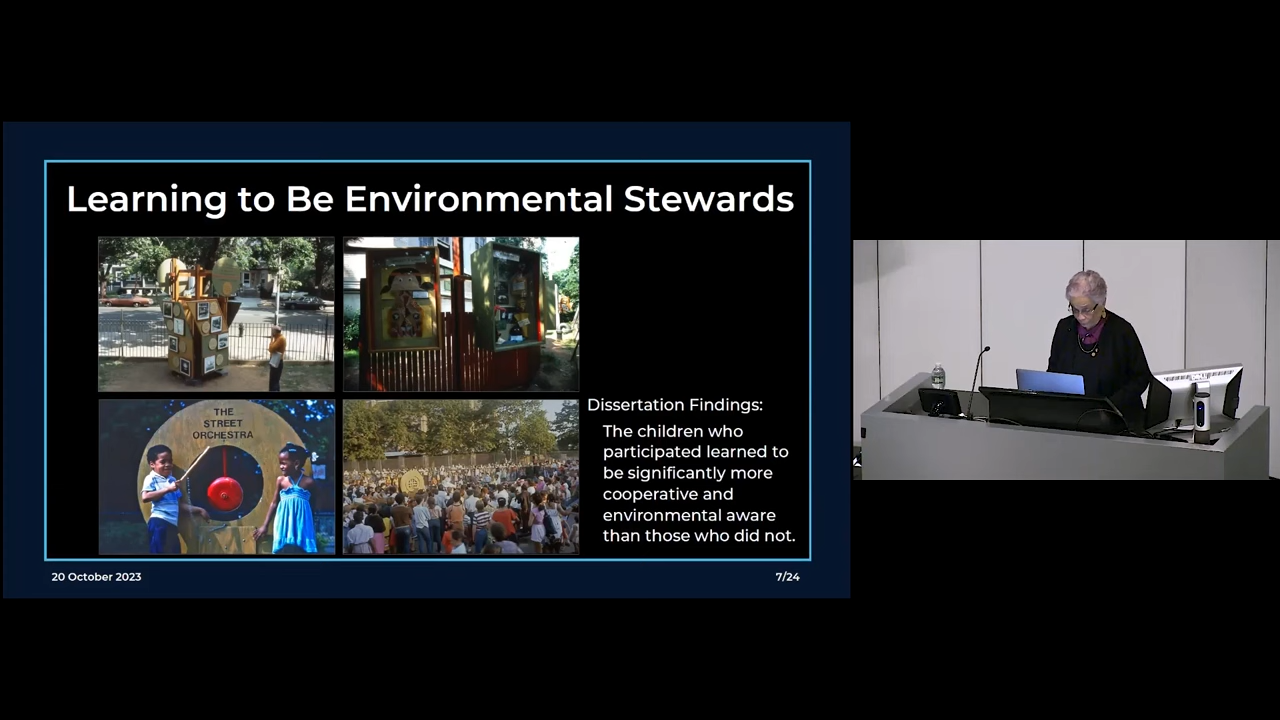 Learning to Be Environmental Stewards
THE
STREET
ORCHESTRA
Dissertation Findings:
The children who
participated learned to
be significantly more
cooperative and
environmental aware
than those who did not.
20 October 2023
7/24
DELL